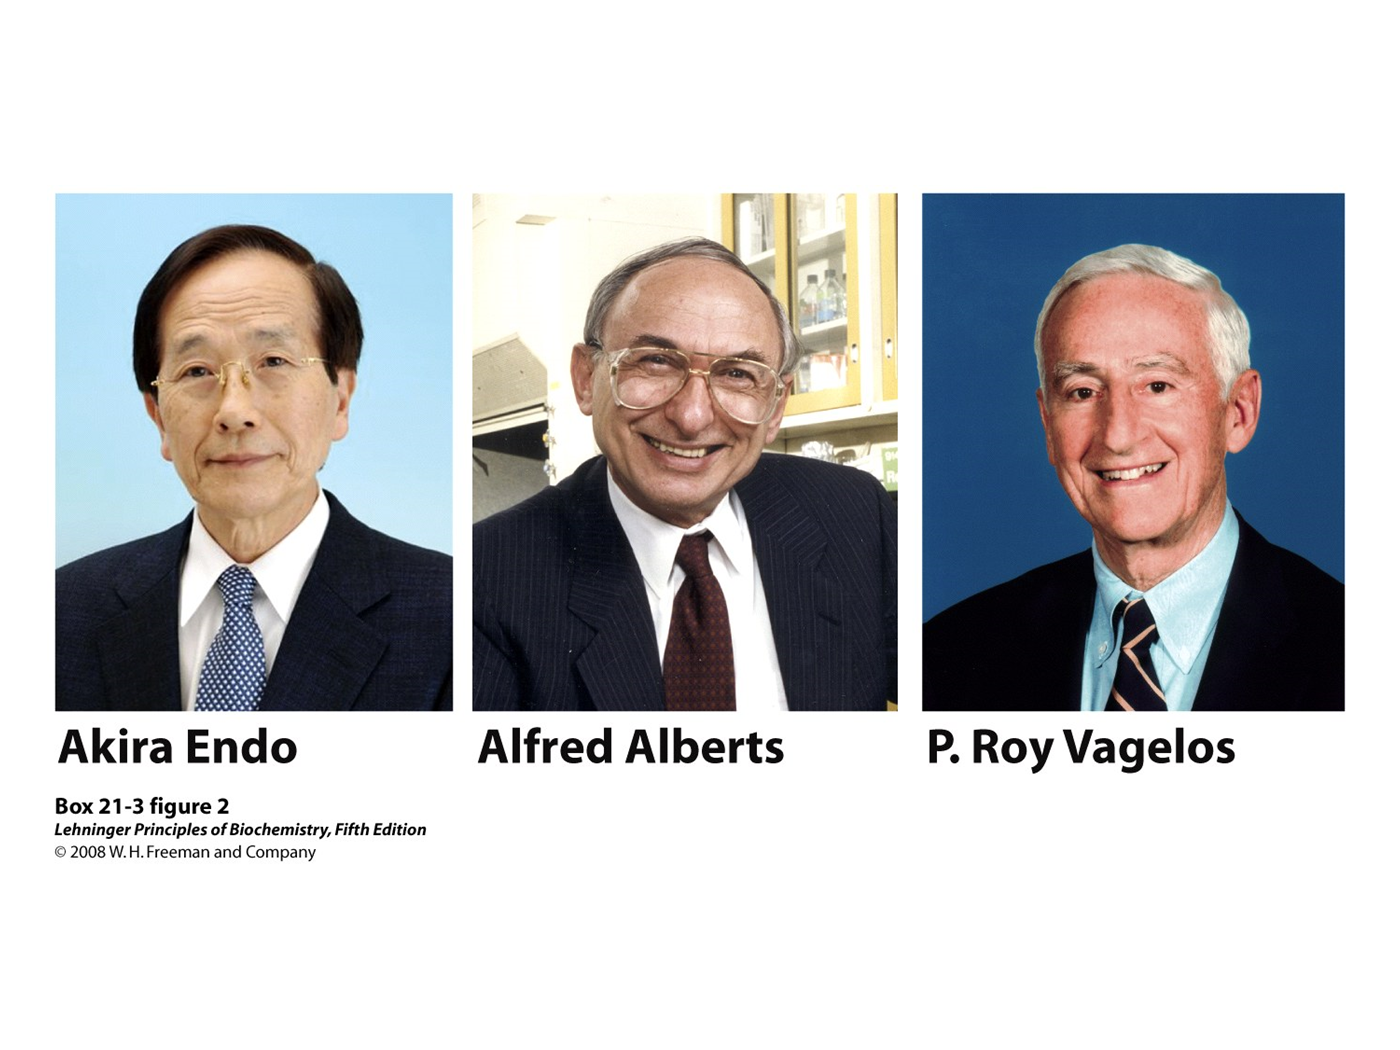 Akira Endo
Alfred Alberts
P. Roy Vagelos
Box 21-3 figure 2
Lehninger Principles of Biochemistry, Fifth Edition
© 2008 W. H. Freeman and Company